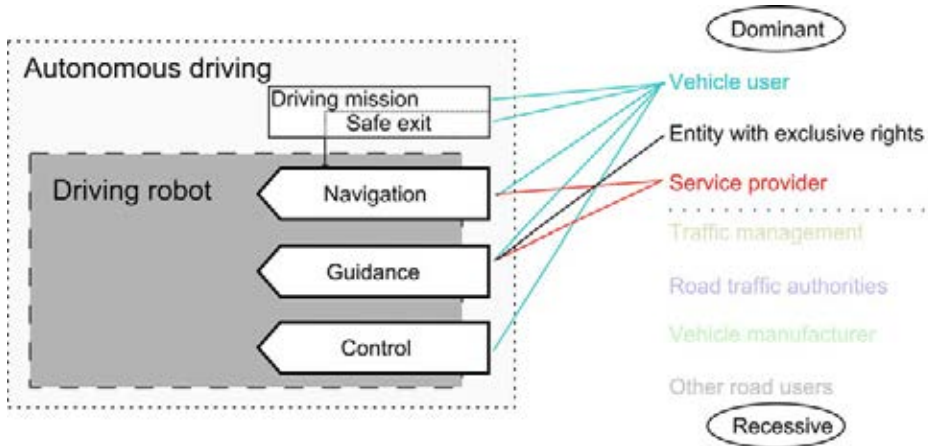 Dominant
Autonomous driving
Driving mission
Safe exit
Vehicle user
Entity with exclusive rights
Driving robot
Navigation
Service provider
Traffic management
Guidance
Road traffic authorities
Vehicle manufacturer
Control
Other road users
Recessive